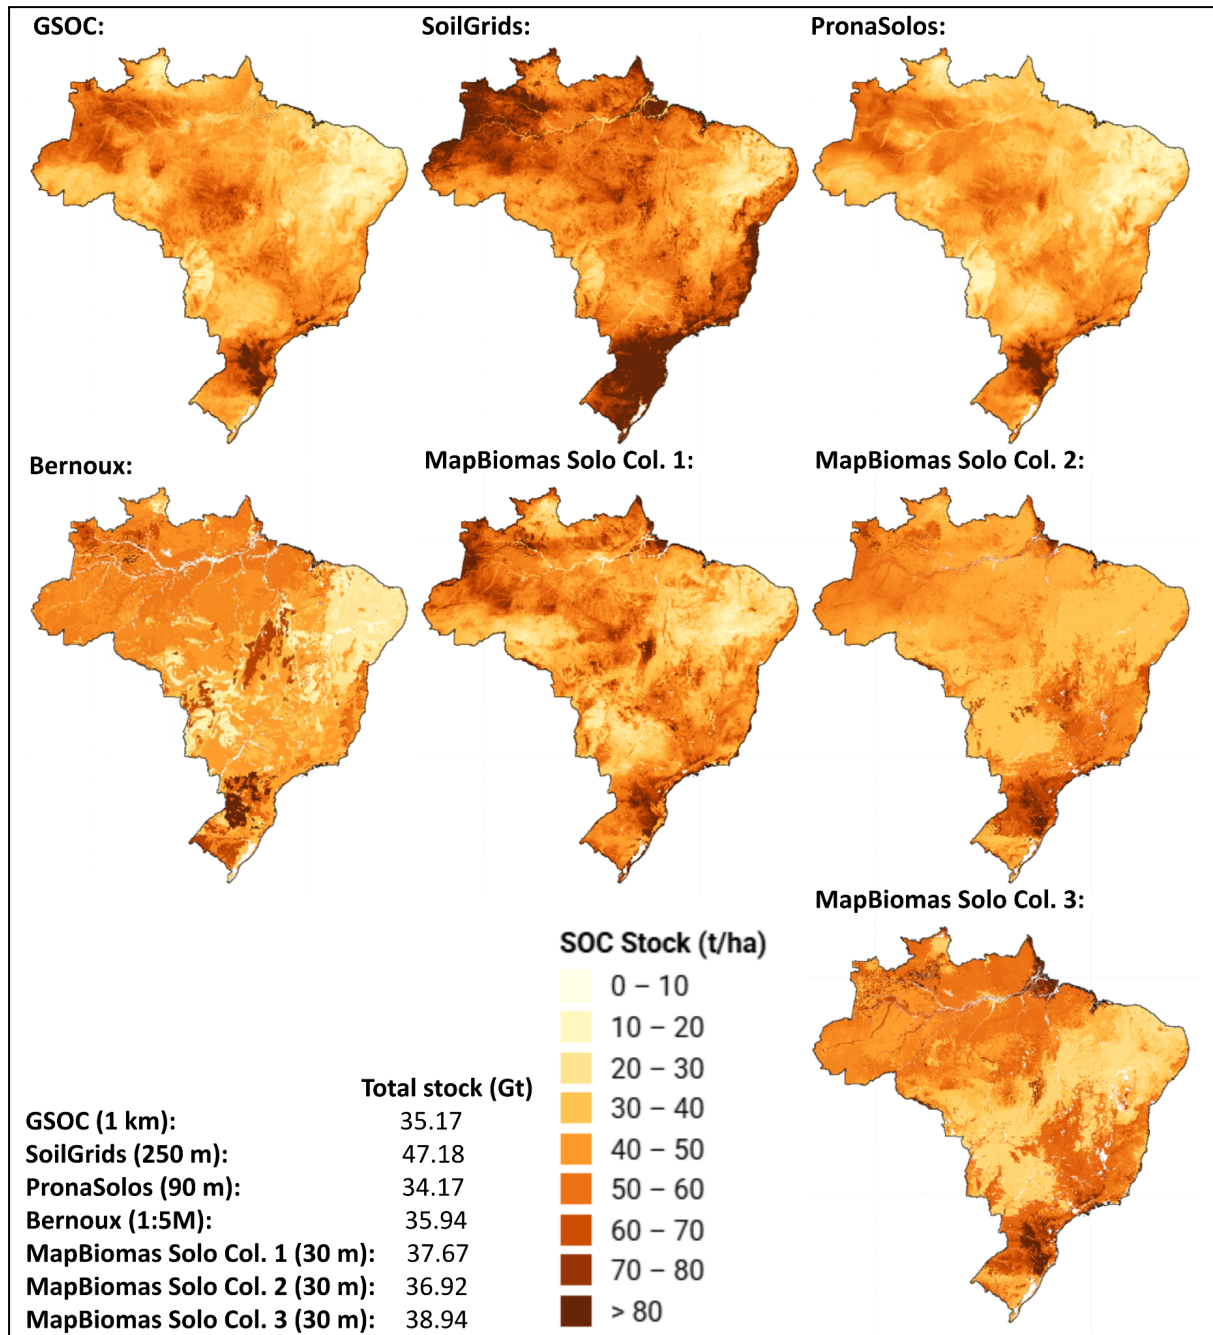 GSOC:
SoilGrids:
PronaSolos:
Bernoux:
MapBiomas Solo Col. 1:
MapBiomas Solo Col. 2:
MapBiomas Solo Col. 3:
SOC Stock (t/ha)
0 – 10
10 – 20
20 – 30
30 – 40
40 – 50
50 – 60
60 – 70
70 – 80
> 80
Total stock (Gt)
GSOC (1 km): 35.17
SoilGrids (250 m): 47.18
PronaSolos (90 m): 34.17
Bernoux (1:5M): 35.94
MapBiomas Solo Col. 1 (30 m): 37.67
MapBiomas Solo Col. 2 (30 m): 36.92
MapBiomas Solo Col. 3 (30 m): 38.94